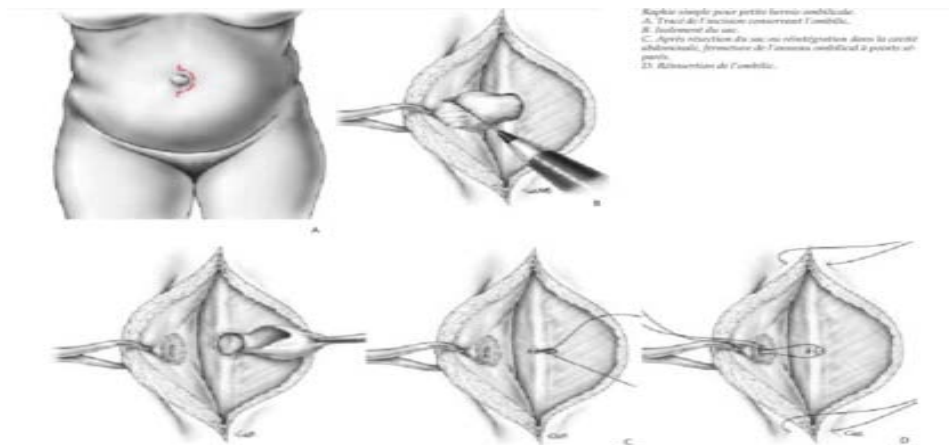 Raphie simple pour petite hernie ombilicale.
A. Tracé de l'incision conservant l'ombilic.
B. Isolement du sac.
C. Après résection du sac ou réintégration dans la cavité
abdominale, fermeture de l'anneau ombilical à points sé-
parés.
D. Réinsertion de l'ombilic.
A
B
C
D